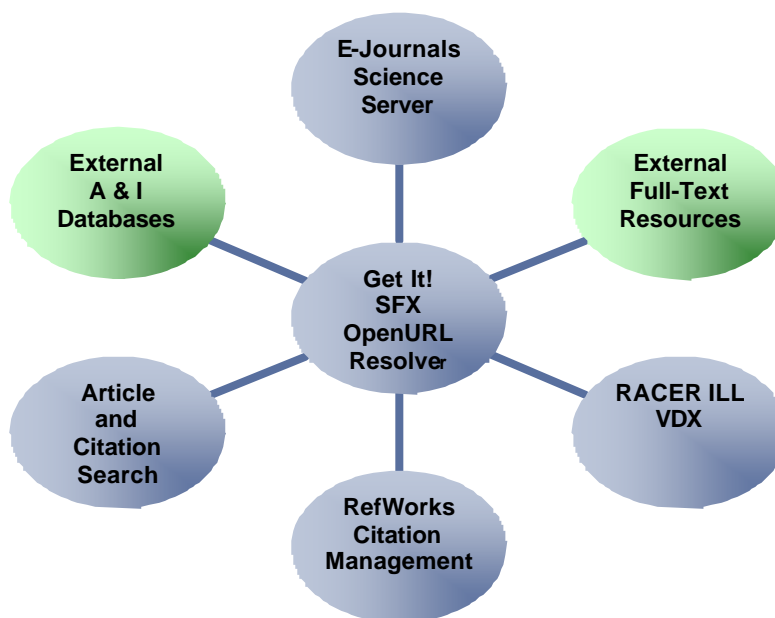 E-Journals
Science
Server
External
A & I
Databases
External
Full-Text
Resources
Get It!
SFX
OpenURL
Resolver
Article
and
Citation
Search
RACER ILL
VDX
RefWorks
Citation
Management